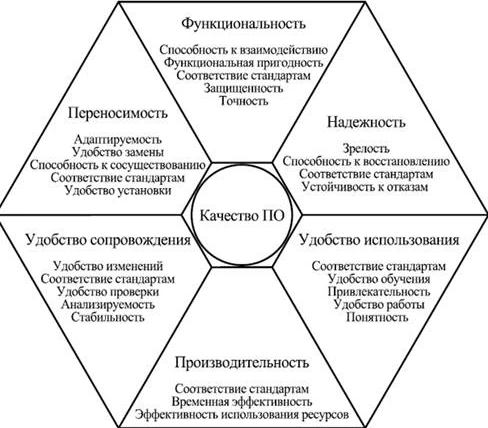 Функциональность
Способность к взаимодействию
Функциональная пригодность
Соответствие стандартам
Защищенность
Точность
Переносимость
Адаптируемость
Удобство замены
Способность к сосуществованию
Соответствие стандартам
Удобство установки
Надежность
Зрелость
Способность к восстановлению
Соответствие стандартам
Устойчивость к отказам
Качество ПО
Удобство сопровождения
Удобство изменений
Соответствие стандартам
Удобство проверки
Анализируемость
Стабильность
Удобство использования
Соответствие стандартам
Удобство обучения
Привлекательность
Удобство работы
Понятность
Производительность
Соответствие стандартам
Временная эффективность
Эффективность использования ресурсов